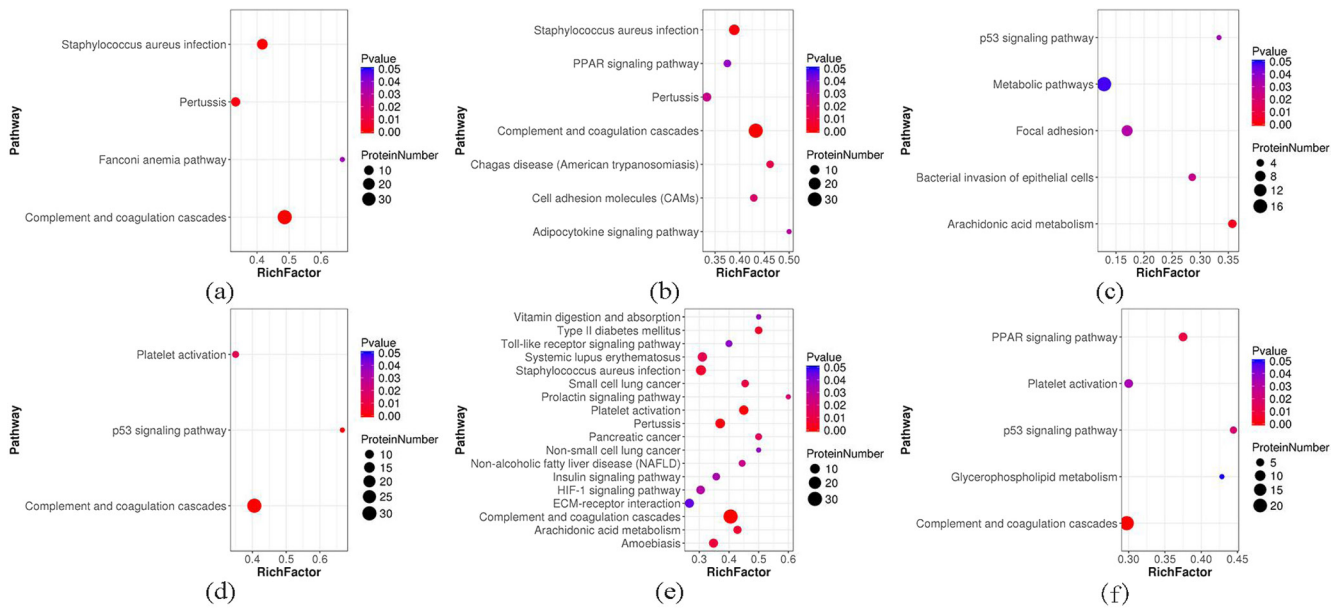 Pathway
Staphylococcus aureus infection
Pertussis
Fanconi anemia pathway
Complement and coagulation cascades
0.4 0.5 0.6
RichFactor
Pvalue
0.05
0.04
0.03
0.02
0.01
0.00
ProteinNumber
10
20
30
(a)
Pathway
Staphylococcus aureus infection
PPAR signaling pathway
Pertussis
Complement and coagulation cascades
Chagas disease (American trypanosomiasis)
Cell adhesion molecules (CAMs)
Adipocytokine signaling pathway
0.35 0.40 0.45 0.50
RichFactor
Pvalue
0.05
0.04
0.03
0.02
0.01
0.00
ProteinNumber
10
20
30
(b)
Pathway
p53 signaling pathway
Metabolic pathways
Focal adhesion
Bacterial invasion of epithelial cells
Arachidonic acid metabolism
0.15 0.20 0.25 0.30 0.35
RichFactor
Pvalue
0.05
0.04
0.03
0.02
0.01
0.00
ProteinNumber
4
8
12
16
(c)
Pathway
Platelet activation
p53 signaling pathway
Complement and coagulation cascades
0.4 0.5 0.6
RichFactor
Pvalue
0.05
0.04
0.03
0.02
0.01
0.00
ProteinNumber
10
15
20
25
30
(d)
Pathway
Vitamin digestion and absorption
Type II diabetes mellitus
Toll-like receptor signaling pathway
Systemic lupus erythematosus
Staphylococcus aureus infection
Small cell lung cancer
Prolactin signaling pathway
Platelet activation
Pertussis
Pancreatic cancer
Non-small cell lung cancer
Non-alcoholic fatty liver disease (NAFLD)
Insulin signaling pathway
HIF-1 signaling pathway
ECM-receptor interaction
Complement and coagulation cascades
Arachidonic acid metabolism
Amoebiasis
0.3 0.4 0.5 0.6
RichFactor
Pvalue
0.05
0.04
0.03
0.02
0.01
0.00
ProteinNumber
10
20
30
(e)
Pathway
PPAR signaling pathway
Platelet activation
p53 signaling pathway
Glycerophospholipid metabolism
Complement and coagulation cascades
0.30 0.35 0.40 0.45
RichFactor
Pvalue
0.05
0.04
0.03
0.02
0.01
0.00
ProteinNumber
5
10
15
20
(f)